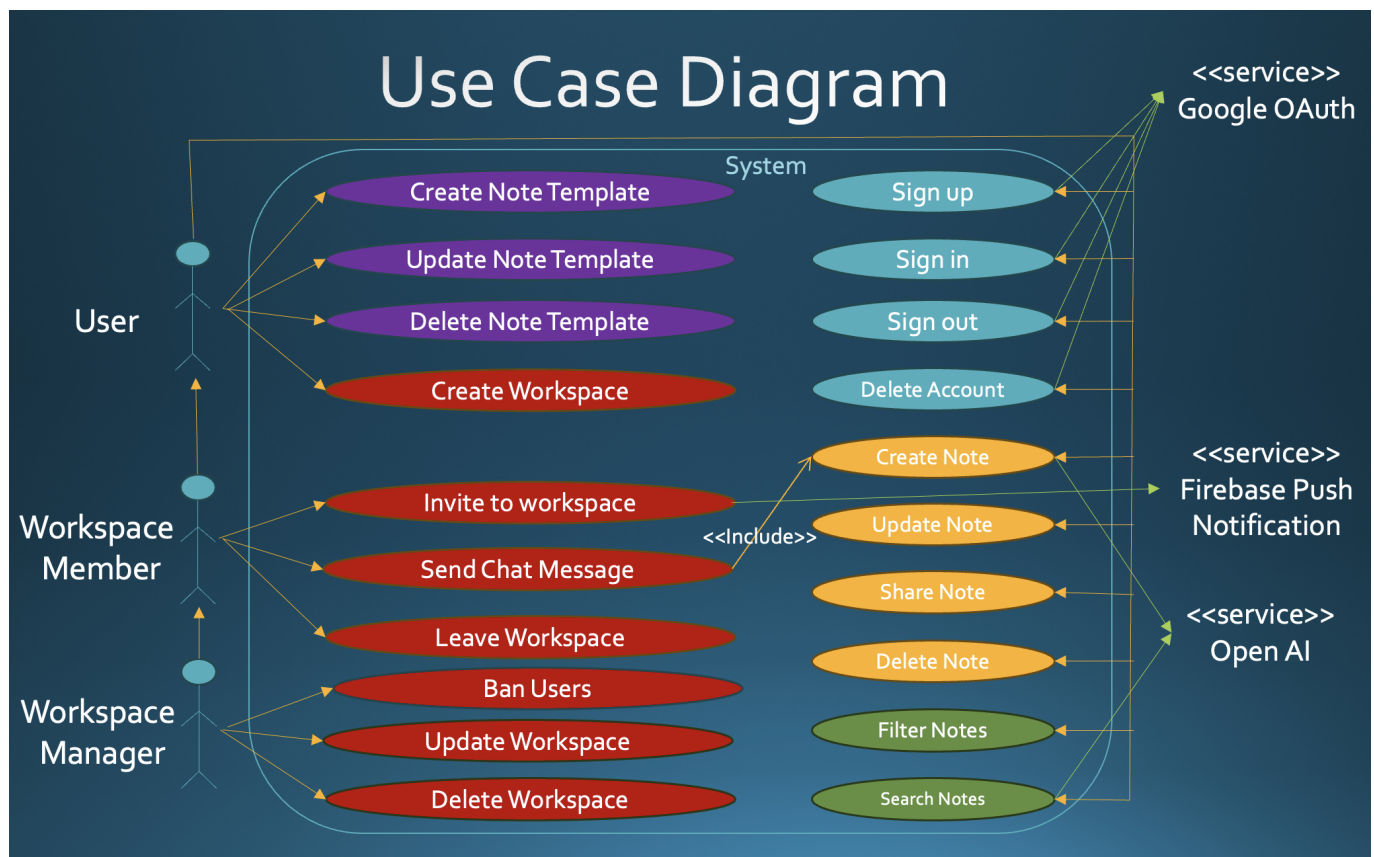 Use Case Diagram
<<service>>
Google OAuth
System
Create Note Template
Sign up
Update Note Template
Sign in
User
Delete Note Template
Sign out
Create Workspace
Delete Account
Create Note
<<service>>
Firebase Push
Notification
Workspace
Member
Invite to workspace
Update Note
<<Include>>
Send Chat Message
Share Note
<<service>>
Open AI
Leave Workspace
Delete Note
Ban Users
Workspace
Manager
Update Workspace
Filter Notes
Delete Workspace
Search Notes